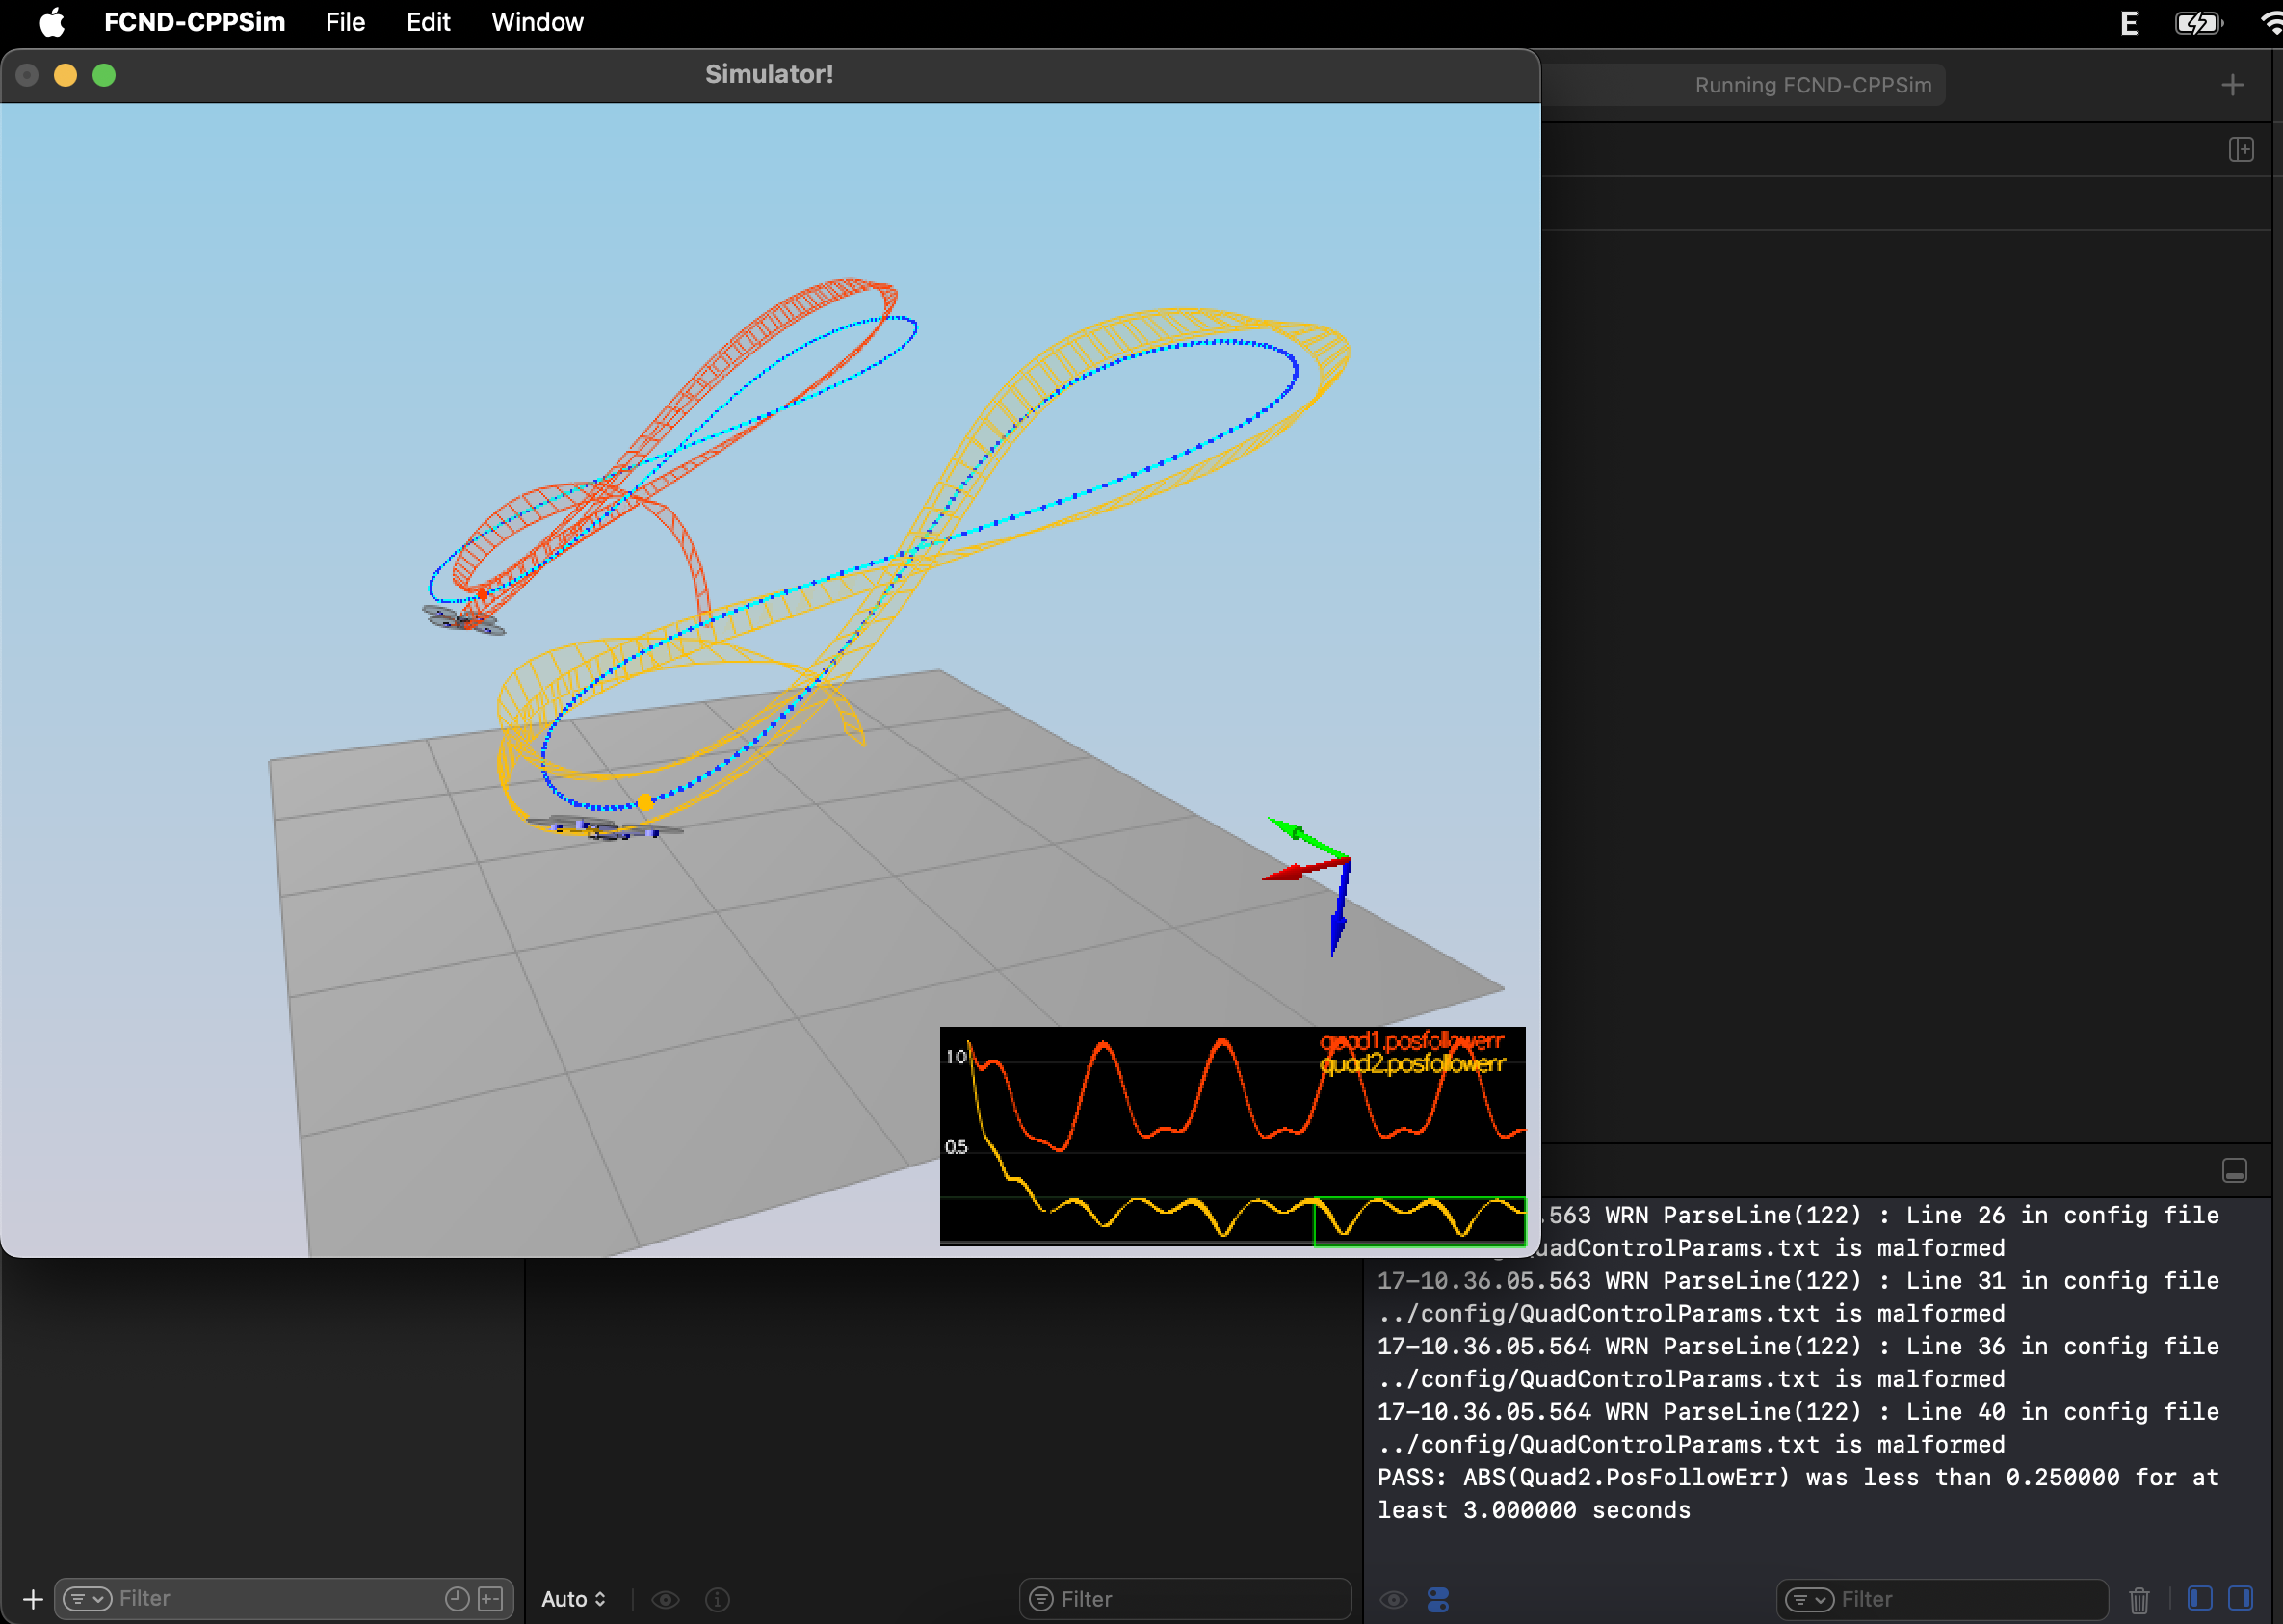 FCND-CPPSim File Edit Window E
Simulator!
Running FCND-CPPSim
quad1.posfollowerr
1.0
quad2.posfollowerr
0.5
.563 WRN ParseLine(122) : Line 26 in config file
QuadControlParams.txt is malformed
17-10.36.05.563 WRN ParseLine(122) : Line 31 in config file
../config/QuadControlParams.txt is malformed
17-10.36.05.564 WRN ParseLine(122) : Line 36 in config file
../config/QuadControlParams.txt is malformed
17-10.36.05.564 WRN ParseLine(122) : Line 40 in config file
../config/QuadControlParams.txt is malformed
PASS: ABS(Quad2.PosFollowErr) was less than 0.250000 for at
least 3.000000 seconds
Filter Auto Filter Filter